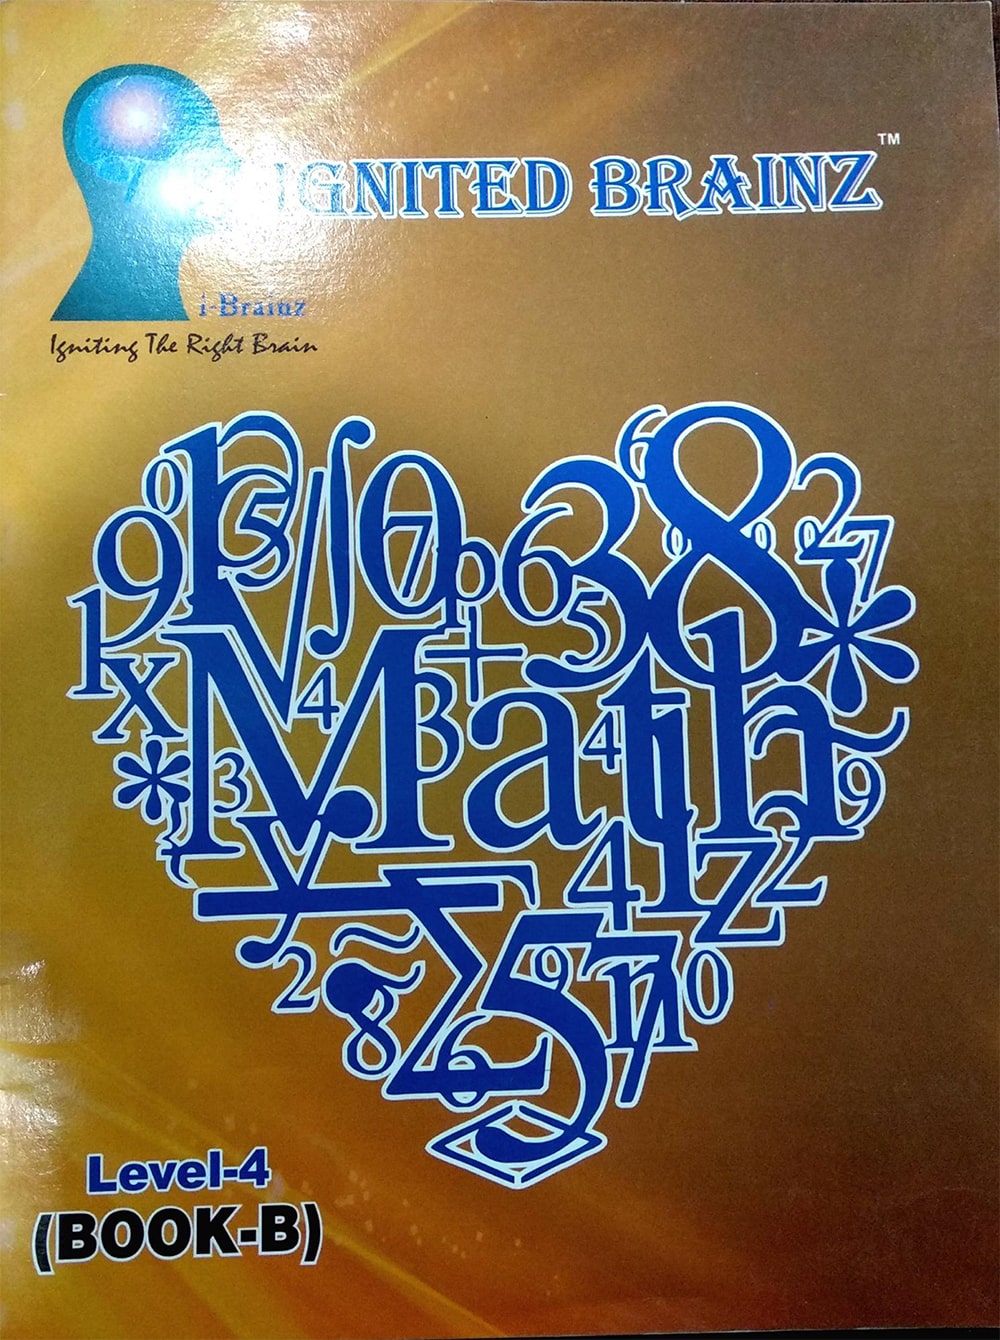 IGNITED BRAINZ™
i-Brainz
Igniting The Right Brain
Math
Level-4
(BOOK-B)